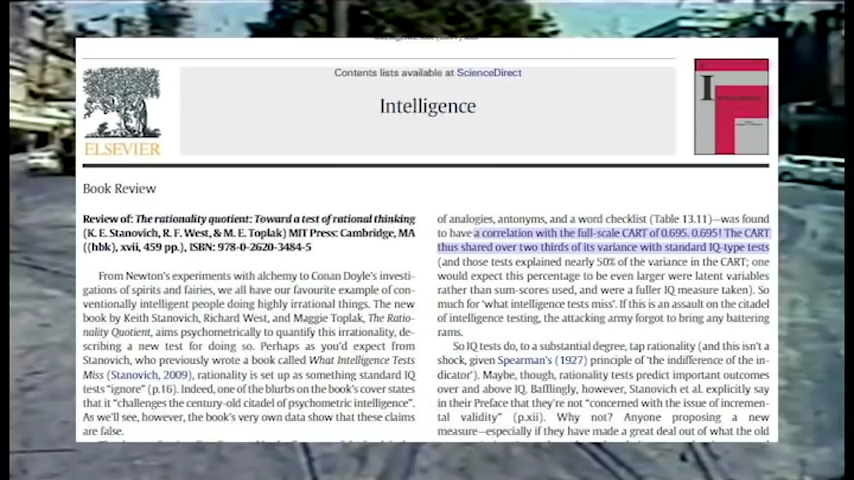 Contents lists available at ScienceDirect
Intelligence
ELSEVIER
Book Review
Review of: The rationality quotient: Toward a test of rational thinking
(K. E. Stanovich, R. F. West, & M. E. Toplak) MIT Press: Cambridge, MA
((hbk), xvii, 459 pp.), ISBN: 978-0-2620-3484-5
From Newton's experiments with alchemy to Conan Doyle's investi-
gations of spirits and fairies, we all have our favourite example of con-
ventionally intelligent people doing highly irrational things. The new
book by Keith Stanovich, Richard West, and Maggie Toplak, The Ratio-
nality Quotient, aims psychometrically to quantify this irrationality, de-
scribing a new test for doing so. Perhaps as you'd expect from
Stanovich, who previously wrote a book called What Intelligence Tests
Miss (Stanovich, 2009), rationality is set up as something standard IQ
tests "ignore" (p.16). Indeed, one of the blurbs on the book's cover states
that it "challenges the century-old citadel of psychometric intelligence".
As we'll see, however, the book's very own data show that these claims
are false.
of analogies, antonyms, and a word checklist (Table 13.11)—was found
to have a correlation with the full-scale CART of 0.695. 0.695! The CART
thus shared over two thirds of its variance with standard IQ-type tests
(and those tests explained nearly 50% of the variance in the CART; one
would expect this percentage to be even larger were latent variables
rather than sum-scores used, and were a fuller IQ measure taken). So
much for 'what intelligence tests miss'. If this is an assault on the citadel
of intelligence testing, the attacking army forgot to bring any battering
rams.
So IQ tests do, to a substantial degree, tap rationality (and this isn't a
shock, given Spearman's (1927) principle of 'the indifference of the in-
dicator'). Maybe, though, rationality tests predict important outcomes
over and above IQ. Bafflingly, however, Stanovich et al. explicitly say
in their Preface that they're not "concerned with the issue of incremen-
tal validity" (p.xii). Why not? Anyone proposing a new
measure—especially if they have made a great deal out of what the old